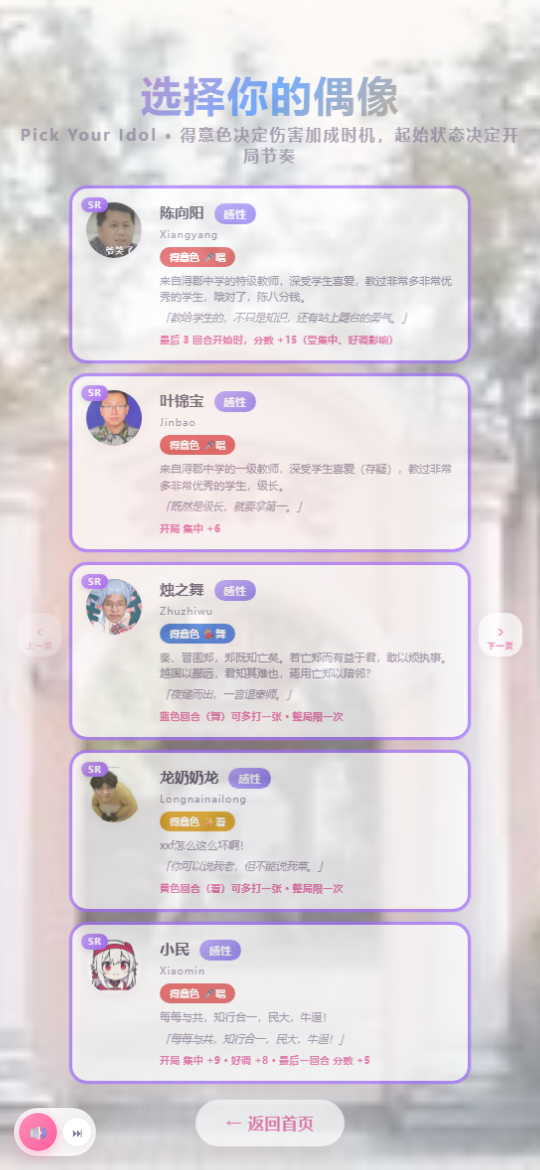 选择你的偶像
Pick Your Idol • 得意色决定伤害加成时机，起始状态决定开
局节奏
SR
陈向阳 感性
Xiangyang
得意色 🎤唱
来自浔郡中学的特级教师，深受学生喜爱，教过非常多非常优
秀的学生，啥对了，陈八分钱。
「教给学生的，不只是知识，还有站上舞台的勇气。」
最后 3 回合开始时，分数 +15（受集中、好调影响）
SR
叶锦宝 感性
Jinbao
得意色 🎤唱
来自浔郡中学的一级教师，深受学生喜爱（存疑），教过非常
多非常优秀的学生，级长。
「既然是级长，就要拿第一。」
开局 集中 +6
SR
烛之舞 感性
Zhuzhiwu
得意色 💃舞
秦、晋围郑，郑既知亡矣。若亡郑而有益于君，敢以烦执事。
越国以鄙远，君知其难也，焉用亡郑以陪邻？
「夜缒而出，一言退秦师。」
蓝色回合（舞）可多打一张 • 整局限一次
上一页
下一页
SR
龙奶奶龙 感性
Longnainailong
得意色 ✨看
xxf怎么这么坏啊！
「你可以说我老，但不能说我菜。」
黄色回合（看）可多打一张 • 整局限一次
SR
小民 感性
Xiaomin
得意色 🎤唱
每每与共，知行合一，民大，牛逼！
「每每与共，知行合一，民大，牛逼！」
开局 集中 +9 • 好调 +8 • 最后一回合 分数 +5
← 返回首页